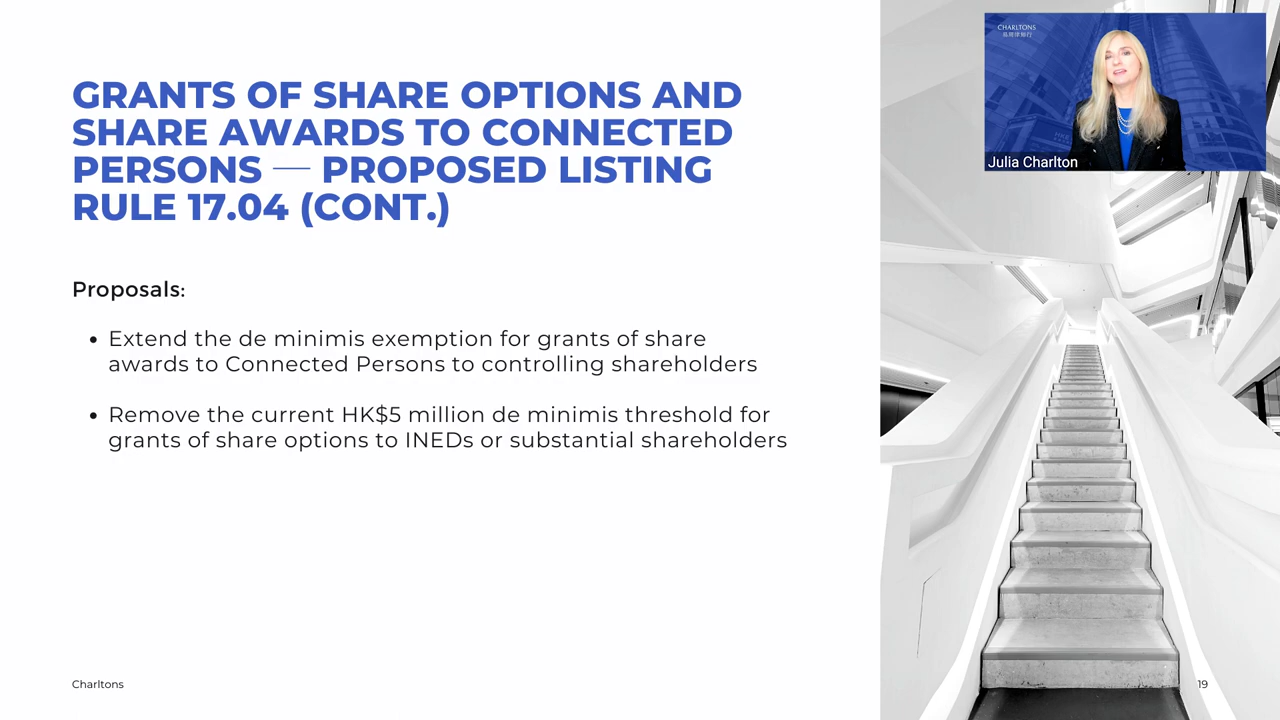 GRANTS OF SHARE OPTIONS AND
SHARE AWARDS TO CONNECTED
PERSONS — PROPOSED LISTING
RULE 17.04 (CONT.)
Proposals:
• Extend the de minimis exemption for grants of share
awards to Connected Persons to controlling shareholders
• Remove the current HK$5 million de minimis threshold for
grants of share options to INEDs or substantial shareholders
CHARLTONS
Julia Charlton
Charltons
19